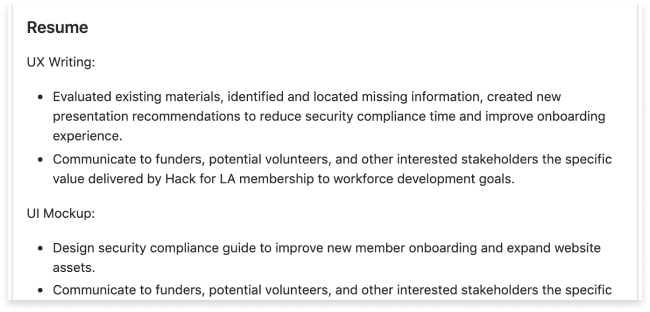 Resume
UX Writing:
• Evaluated existing materials, identified and located missing information, created new
presentation recommendations to reduce security compliance time and improve onboarding
experience.
• Communicate to funders, potential volunteers, and other interested stakeholders the specific
value delivered by Hack for LA membership to workforce development goals.
UI Mockup:
• Design security compliance guide to improve new member onboarding and expand website
assets.
• Communicate to funders, potential volunteers, and other interested stakeholders the specific